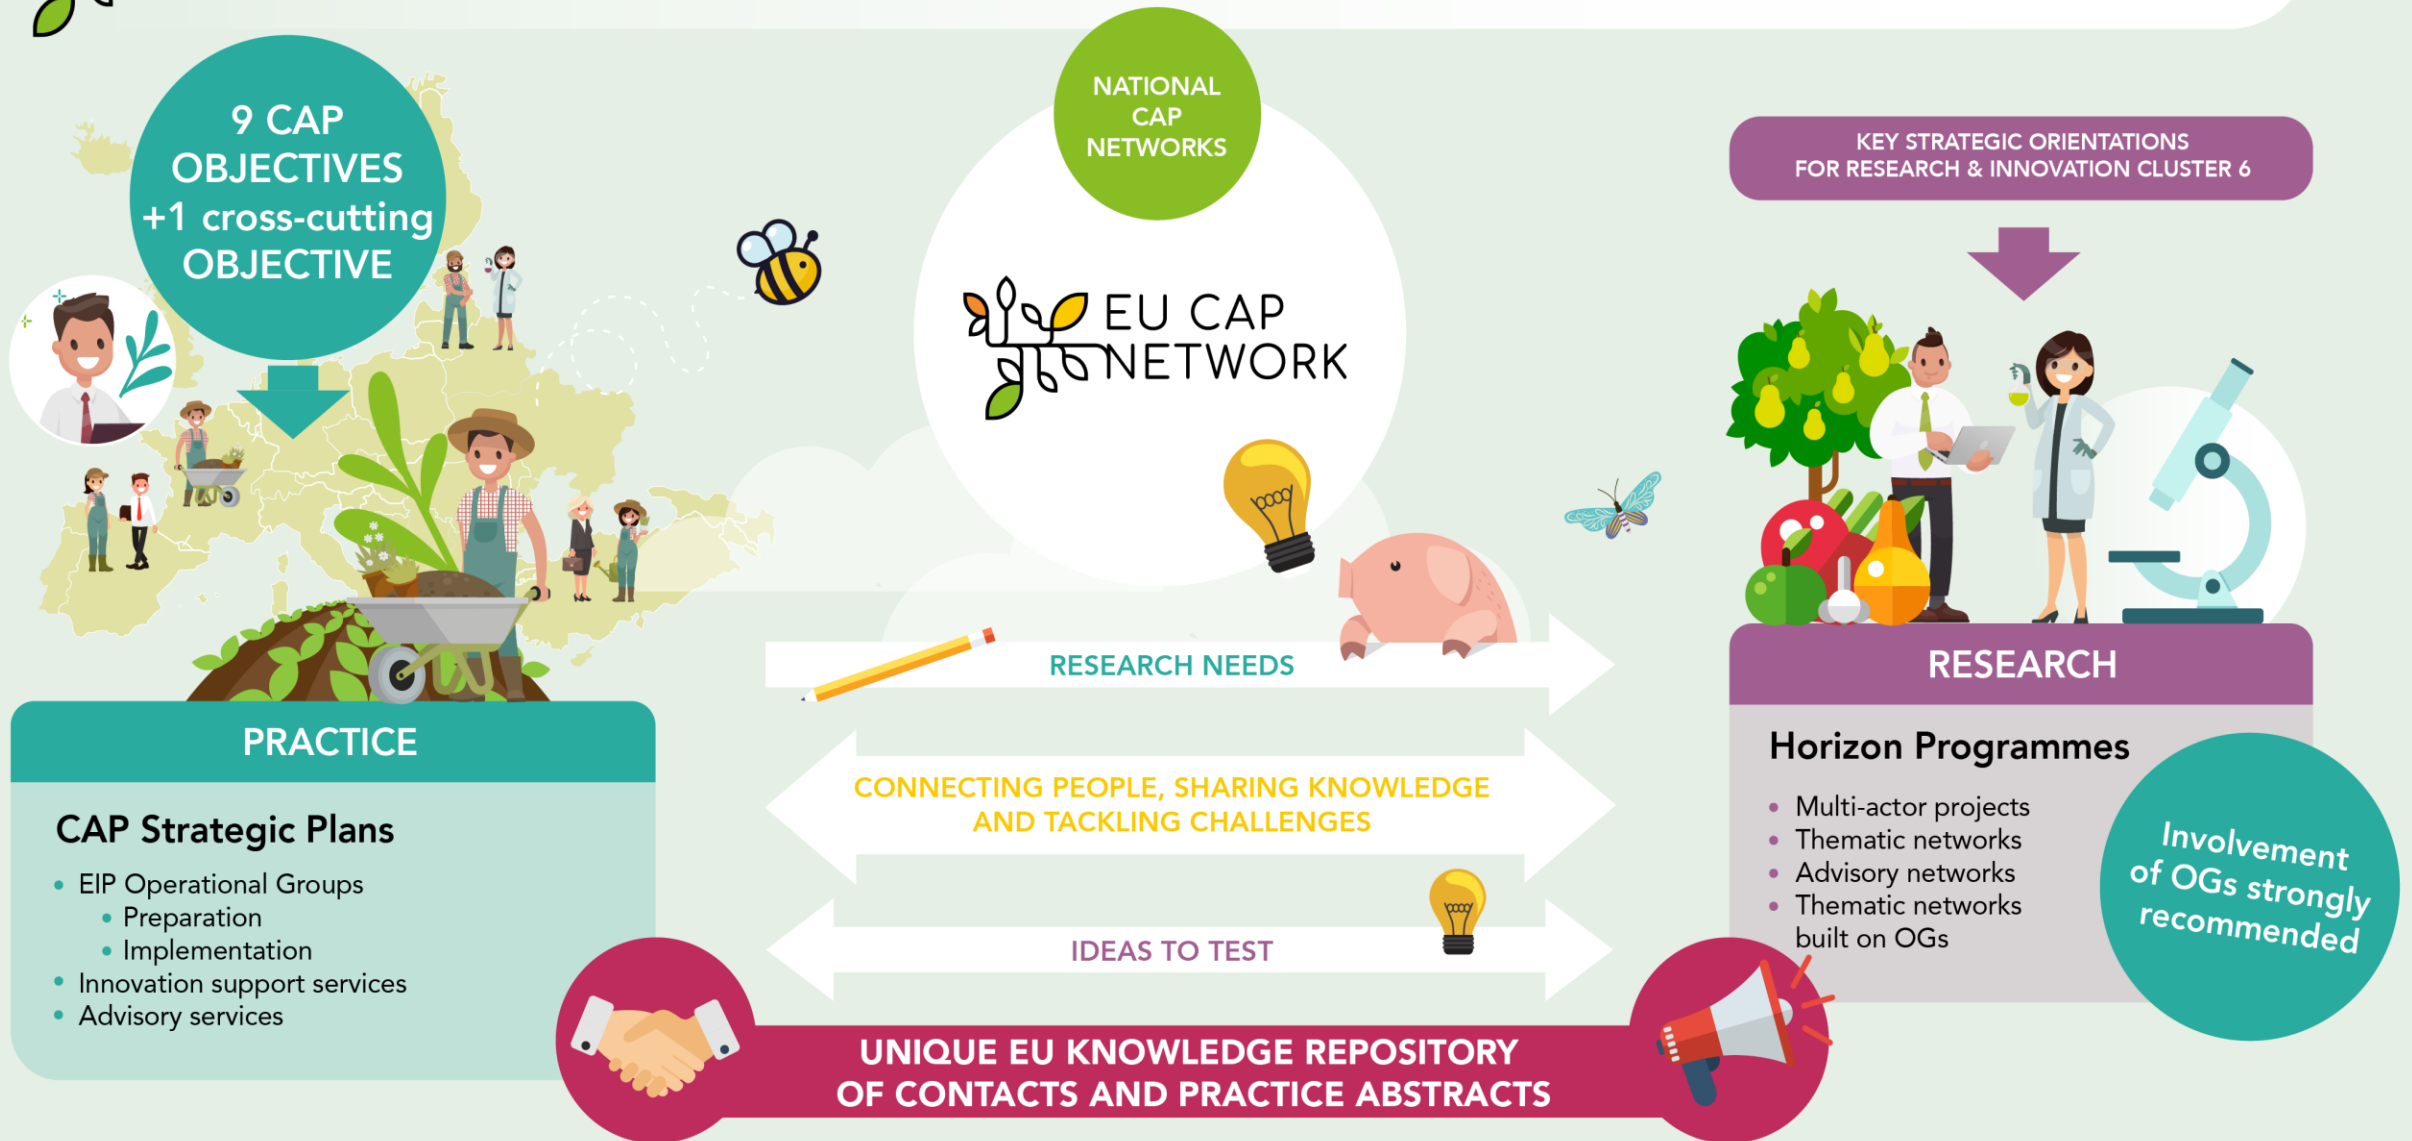 9 CAP
OBJECTIVES
+1 cross-cutting
OBJECTIVE
NATIONAL
CAP
NETWORKS
EU CAP
NETWORK
KEY STRATEGIC ORIENTATIONS
FOR RESEARCH & INNOVATION CLUSTER 6
PRACTICE
CAP Strategic Plans
• EIP Operational Groups
• Preparation
• Implementation
• Innovation support services
• Advisory services
RESEARCH NEEDS
CONNECTING PEOPLE, SHARING KNOWLEDGE
AND TACKLING CHALLENGES
IDEAS TO TEST
RESEARCH
Horizon Programmes
• Multi-actor projects
• Thematic networks
• Advisory networks
• Thematic networks
built on OGs
Involvement
of OGs strongly
recommended
UNIQUE EU KNOWLEDGE REPOSITORY
OF CONTACTS AND PRACTICE ABSTRACTS